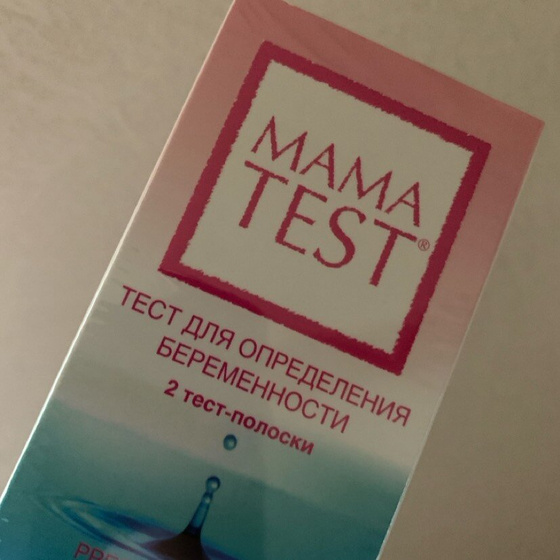 MAMA
TEST®
ТЕСТ ДЛЯ ОПРЕДЕЛЕНИЯ
БЕРЕМЕННОСТИ
2 тест-полоски